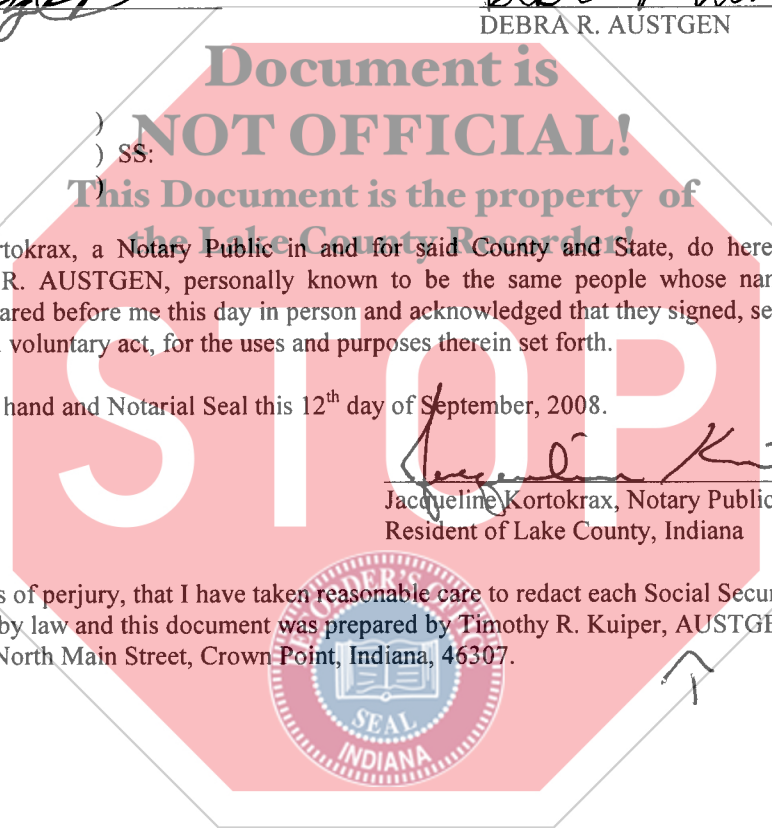 DEBRA R. AUSTGEN
Document is
NOT OFFICIAL!
) 
) SS:
)
This Document is the property of
the Lake County Recorder!
rtokrax, a Notary Public in and for said County and State, do here
R. AUSTGEN, personally known to be the same people whose nar
ared before me this day in person and acknowledged that they signed, se
voluntary act, for the uses and purposes therein set forth.
hand and Notarial Seal this 12th day of September, 2008.
STOP
Jacqueline Kortokrax, Notary Public
Resident of Lake County, Indiana
s of perjury, that I have taken reasonable care to redact each Social Secur
by law and this document was prepared by Timothy R. Kuiper, AUSTGE
North Main Street, Crown Point, Indiana, 46307.
RECORDER'S OFFICE
SEAL
INDIANA